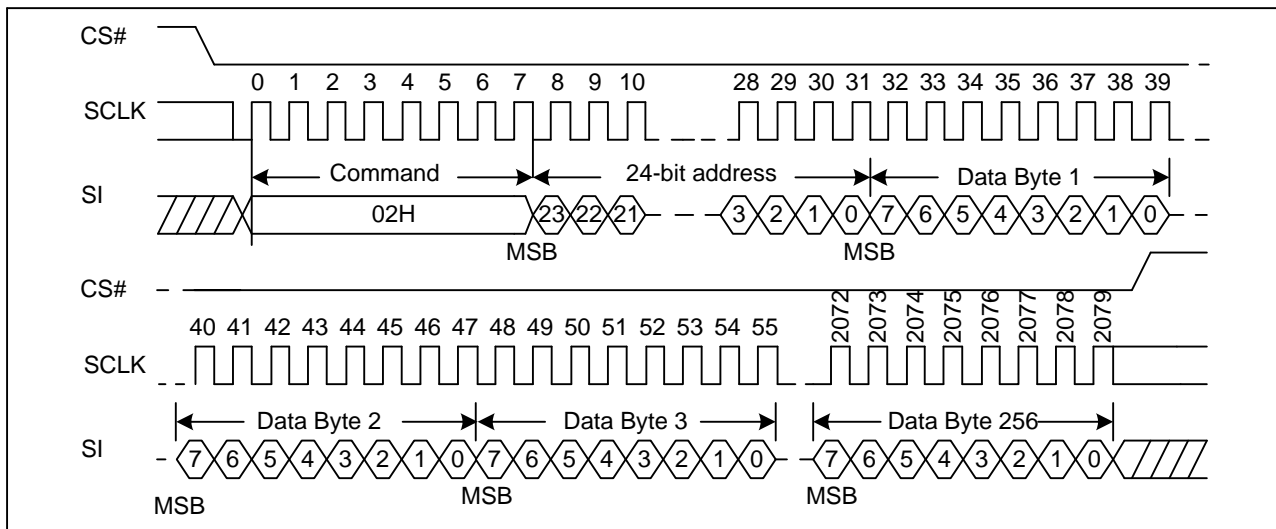 CS#
0 1 2 3 4 5 6 7 8 9 10 28 29 30 31 32 33 34 35 36 37 38 39
SCLK
Command 24-bit address Data Byte 1
SI
02H 23 22 21 3 2 1 0 7 6 5 4 3 2 1 0
MSB MSB
CS#
2072 2073 2074 2075 2076 2077 2078 2079
40 41 42 43 44 45 46 47 48 49 50 51 52 53 54 55
SCLK
Data Byte 2 Data Byte 3 Data Byte 256
SI
7 6 5 4 3 2 1 0 7 6 5 4 3 2 1 0 7 6 5 4 3 2 1 0
MSB MSB MSB